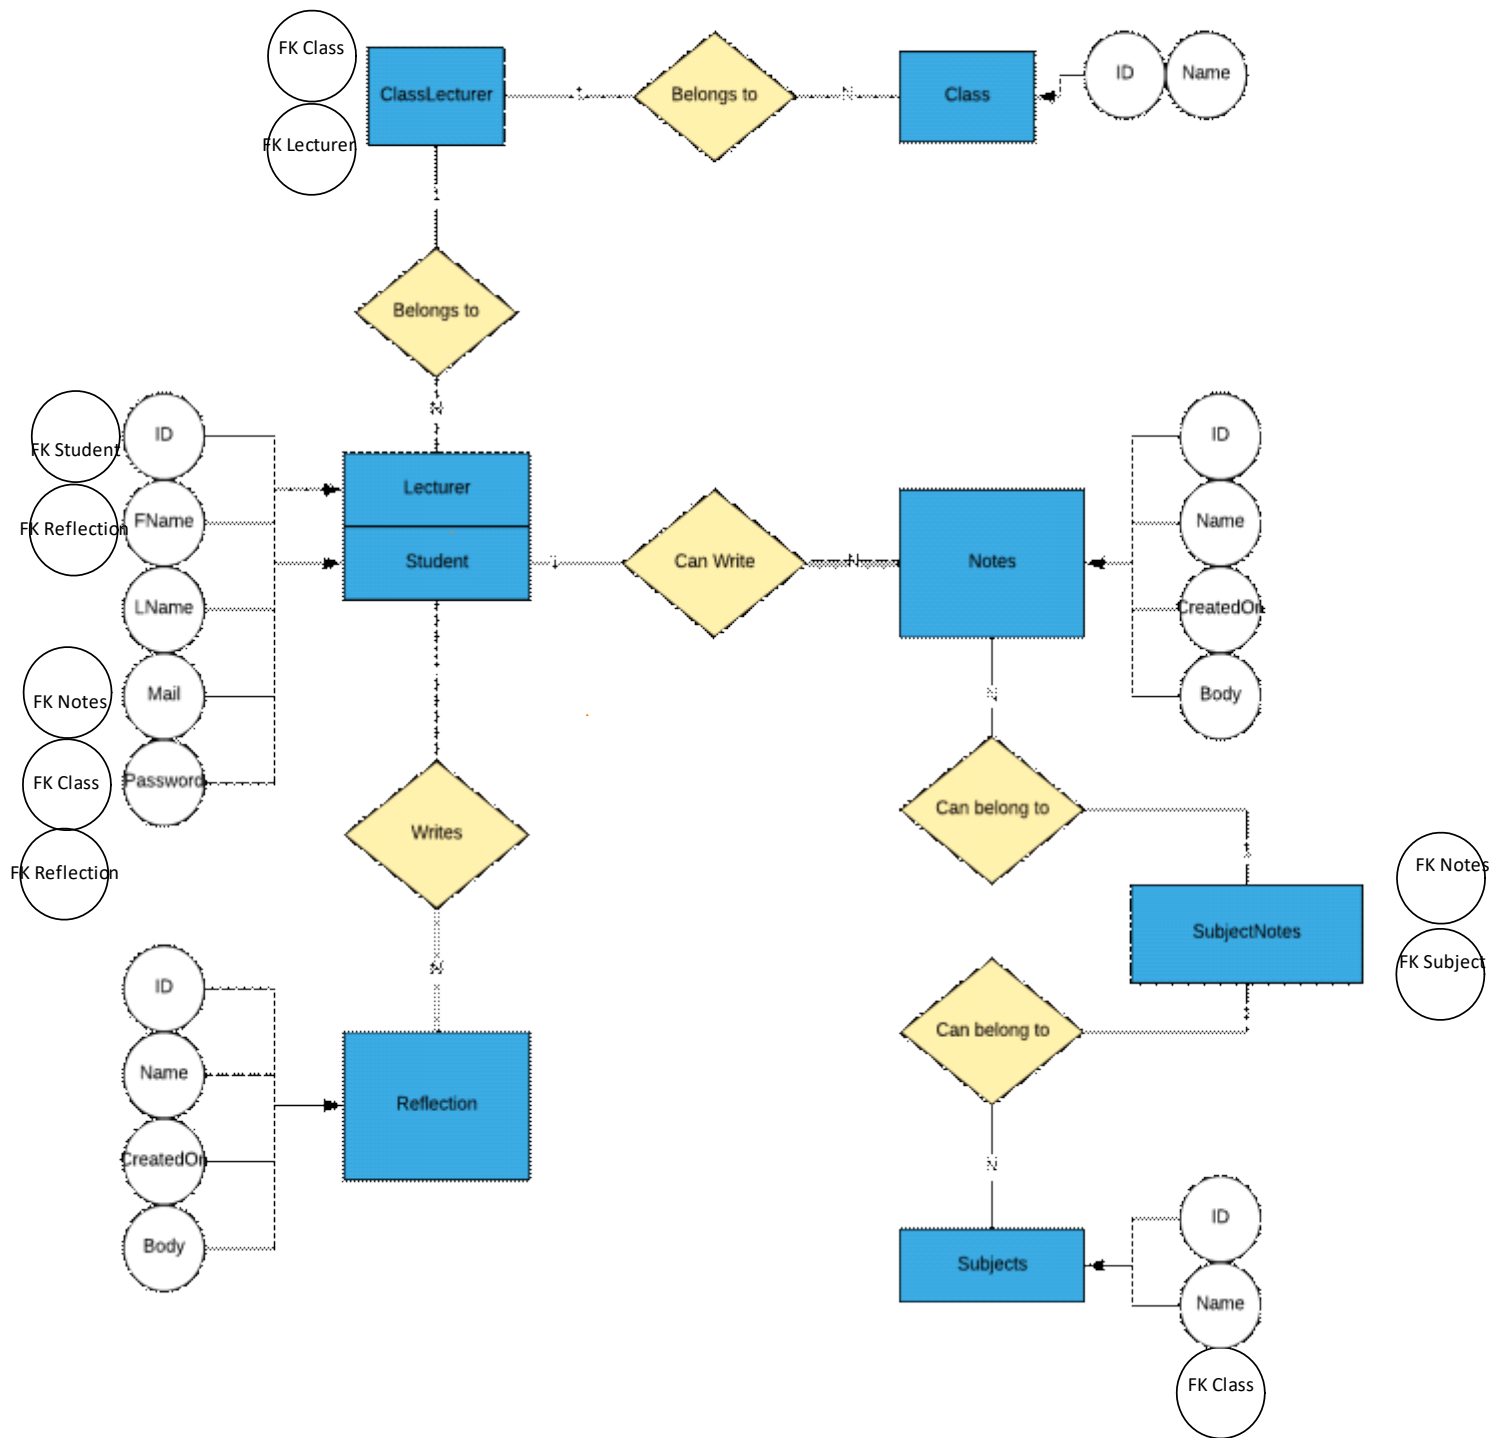 FK Class
ClassLecturer
1
Belongs to
N
Class
ID
Name
FK Lecturer
Belongs to
N
FK Student
ID
FK Reflection
FName
LName
FK Notes
Mail
FK Class
Password
FK Reflection
Lecturer
Student
1
Can Write
N
Notes
ID
Name
CreatedOn
Body
N
Writes
Can belong to
FK Notes
SubjectNotes
FK Subject
N
ID
Name
CreatedOn
Body
Reflection
Can belong to
N
Subjects
ID
Name
FK Class